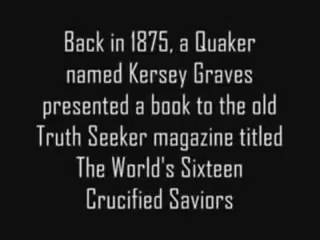 Back in 1875, a Quaker
named Kersey Graves
presented a book to the old
Truth Seeker magazine titled
The World's Sixteen
Crucified Saviors